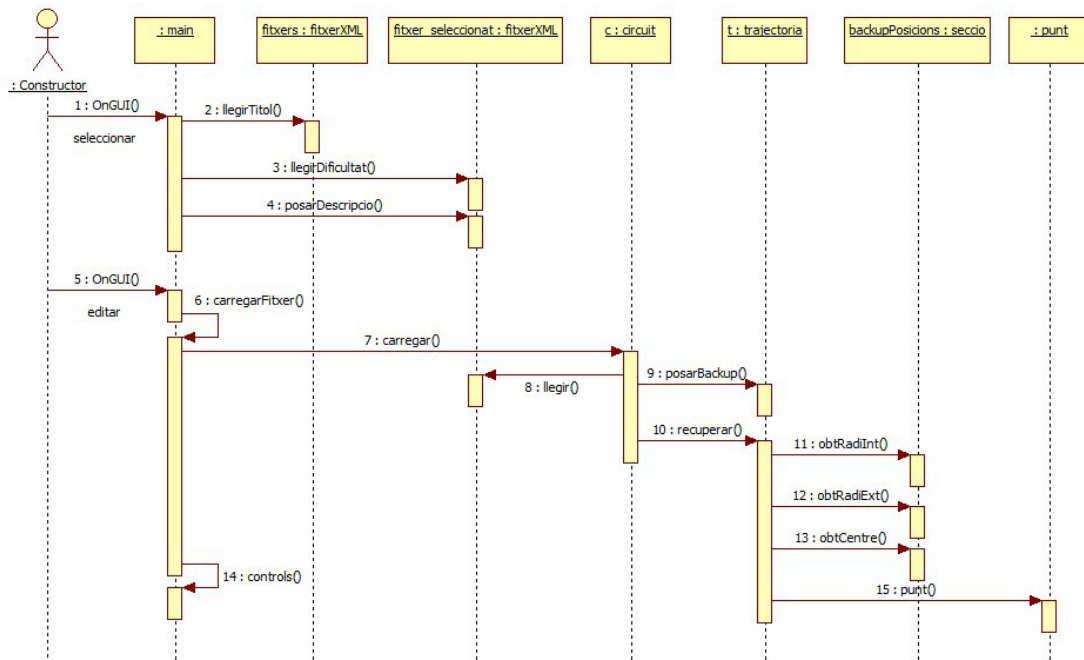 : main
fitxers : fitxerXML
fitxer_seleccionat : fitxerXML
c : circuit
t : trajectoria
backupPosicions : seccio
: punt
: Constructor
1 : OnGUI()
seleccionar
2 : llegirTitol()
3 : llegirDificultat()
4 : posarDescripcio()
5 : OnGUI()
editar
6 : carregarFitxer()
7 : carregar()
8 : llegir()
9 : posarBackup()
10 : recuperar()
11 : obtRadiInt()
12 : obtRadiExt()
13 : obtCentre()
14 : controls()
15 : punt()